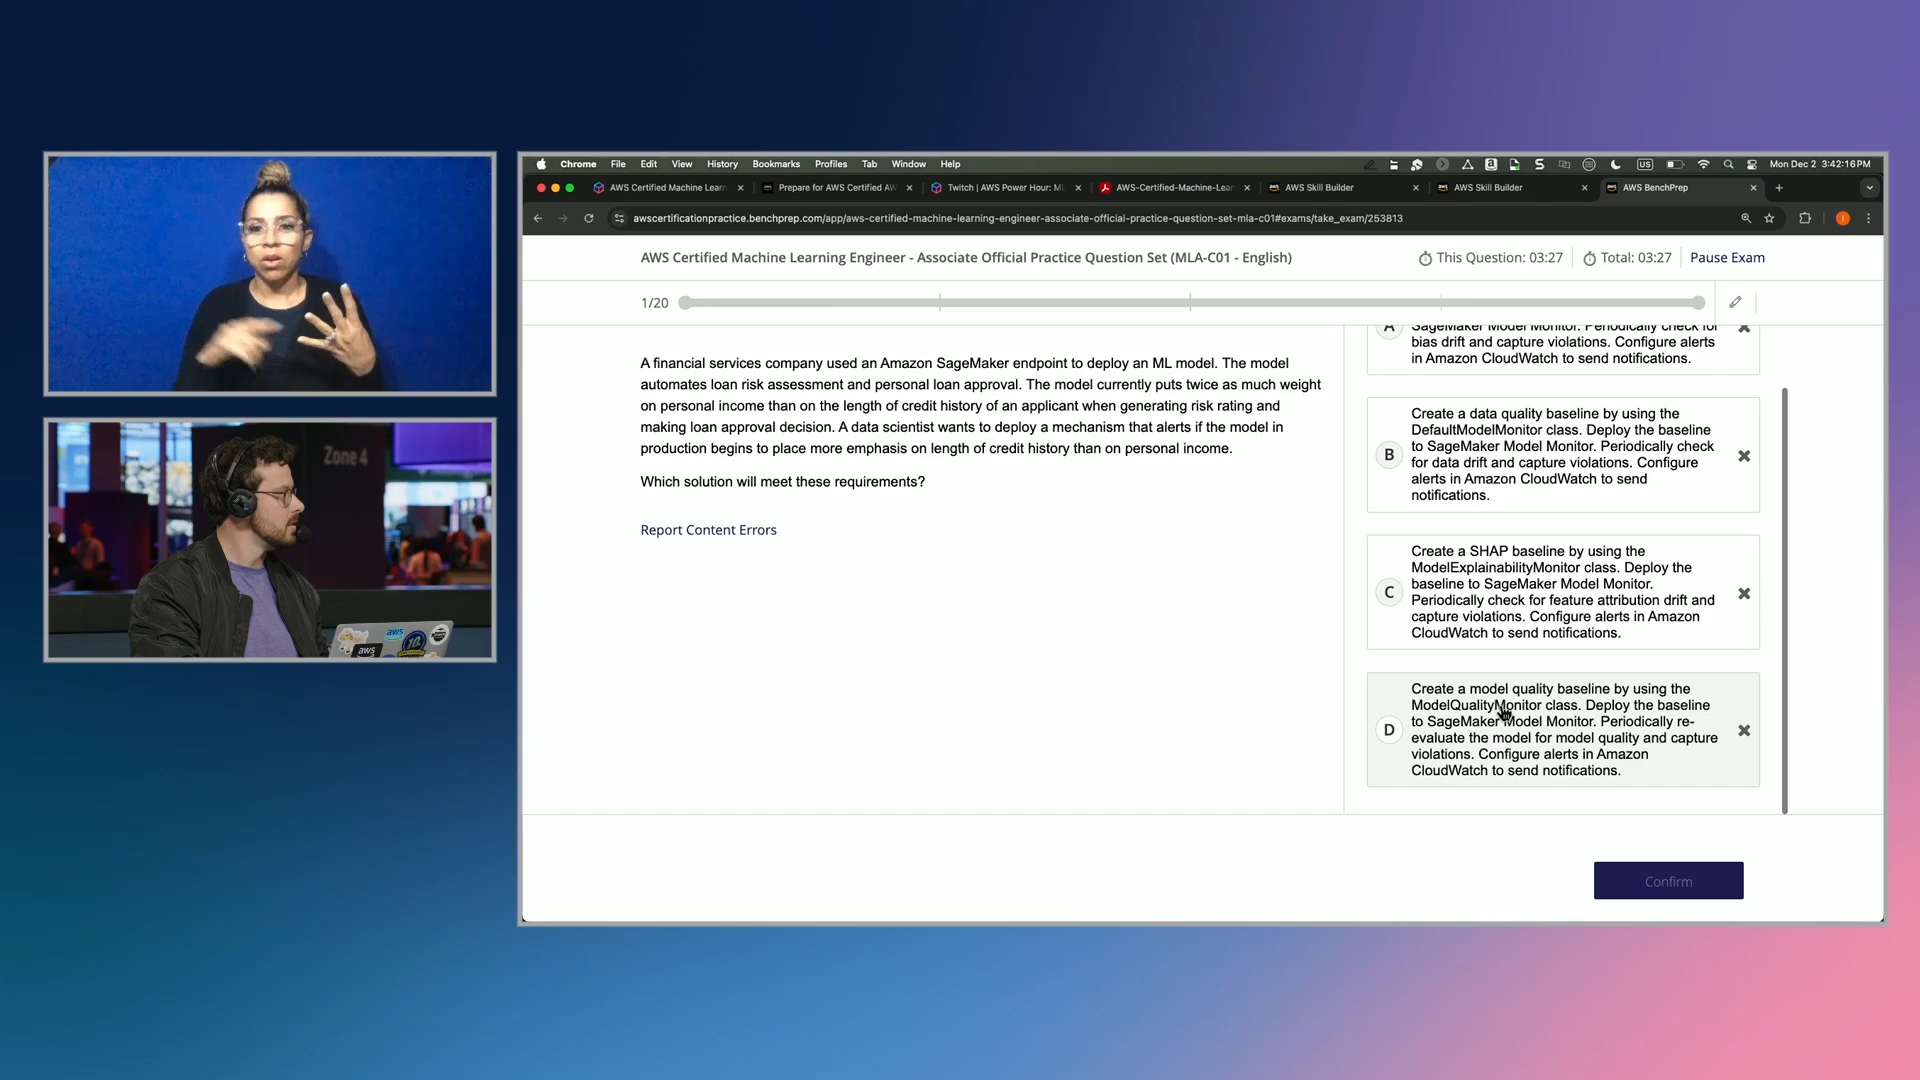 Chrome File Edit View History Bookmarks Profiles Tab Window Help
US
Mon Dec 2 3:42:16 PM
AWS Certified Machine Learn
Prepare for AWS Certified AW
Twitch | AWS Power Hour: ML
AWS-Certified-Machine-Lear
AWS Skill Builder
AWS Skill Builder
AWS BenchPrep
awscertificationpractice.benchprep.com/app/aws-certified-machine-learning-engineer-associate-official-practice-question-set-mla-c01#exams/take_exam/253813
AWS Certified Machine Learning Engineer - Associate Official Practice Question Set (MLA-C01 - English)
This Question: 03:27
Total: 03:27
Pause Exam
1/20
A financial services company used an Amazon SageMaker endpoint to deploy an ML model. The model
automates loan risk assessment and personal loan approval. The model currently puts twice as much weight
on personal income than on the length of credit history of an applicant when generating risk rating and
making loan approval decision. A data scientist wants to deploy a mechanism that alerts if the model in
production begins to place more emphasis on length of credit history than on personal income.
Which solution will meet these requirements?
Report Content Errors
A
SageMaker Model Monitor. Periodically check for
bias drift and capture violations. Configure alerts
in Amazon CloudWatch to send notifications.
B
Create a data quality baseline by using the
DefaultModelMonitor class. Deploy the baseline
to SageMaker Model Monitor. Periodically check
for data drift and capture violations. Configure
alerts in Amazon CloudWatch to send
notifications.
C
Create a SHAP baseline by using the
ModelExplainabilityMonitor class. Deploy the
baseline to SageMaker Model Monitor.
Periodically check for feature attribution drift and
capture violations. Configure alerts in Amazon
CloudWatch to send notifications.
D
Create a model quality baseline by using the
ModelQualityMonitor class. Deploy the baseline
to SageMaker Model Monitor. Periodically re-
evaluate the model for model quality and capture
violations. Configure alerts in Amazon
CloudWatch to send notifications.
Confirm
Zone 4
aws
aws